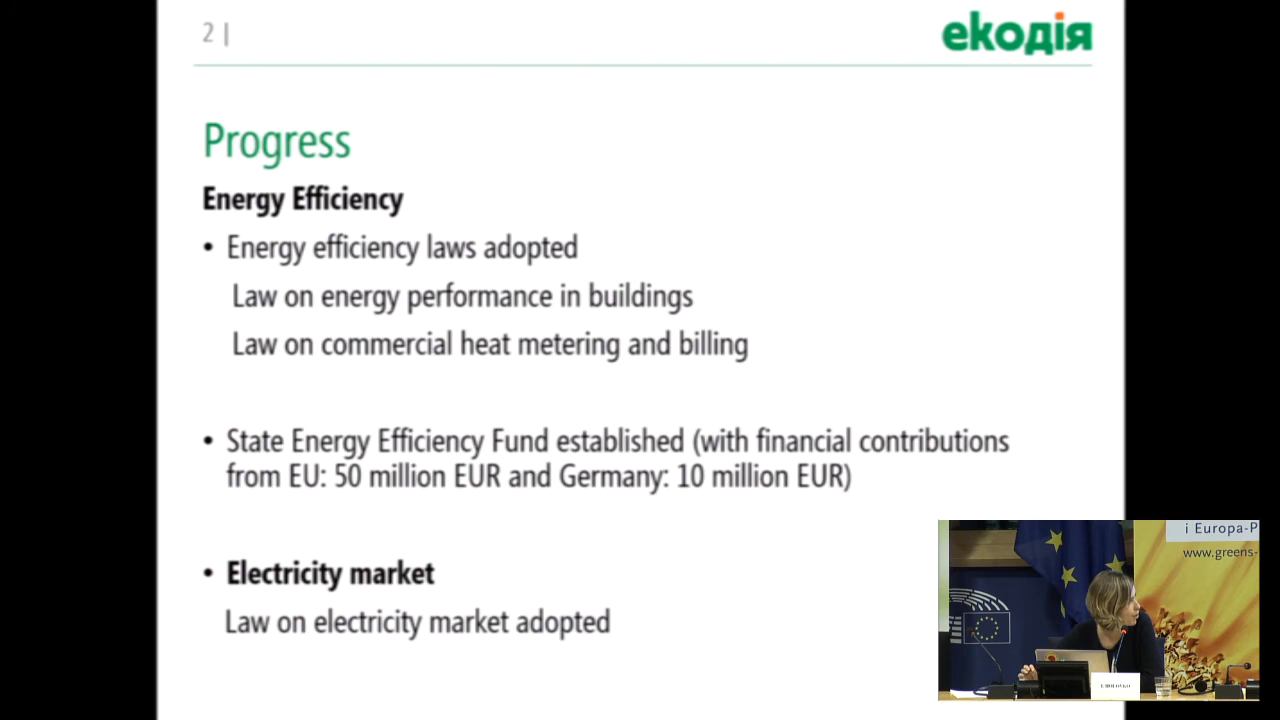 2 |
екодія
Progress
Energy Efficiency
• Energy efficiency laws adopted
Law on energy performance in buildings
Law on commercial heat metering and billing
• State Energy Efficiency Fund established (with financial contributions
from EU: 50 million EUR and Germany: 10 million EUR)
• Electricity market
Law on electricity market adopted
i Europa-P
www.greens-